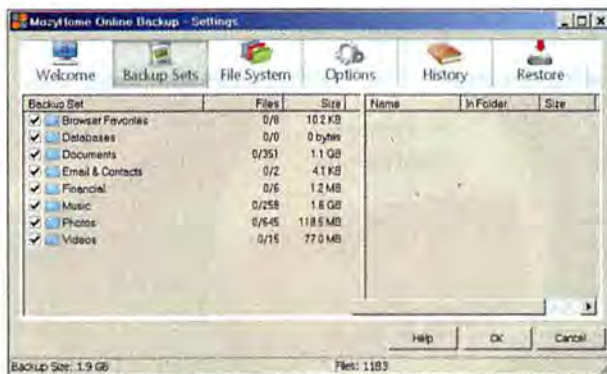 MozyHome Online Backup - Settings
Welcome Backup Sets File System Options History Restore
Backup Set Files Size Name In Folder Size
Browser Favorites 0/8 10.2 KB
Databases 0/0 0 bytes
Documents 0/351 1.1 GB
Email & Contacts 0/2 4.1 KB
Financial 0/6 1.2 MB
Music 0/259 1.6 GB
Photos 0/645 118.5 MB
Videos 0/15 77.0 MB
Help OK Cancel
Backup Size: 1.9 GB Files: 1183